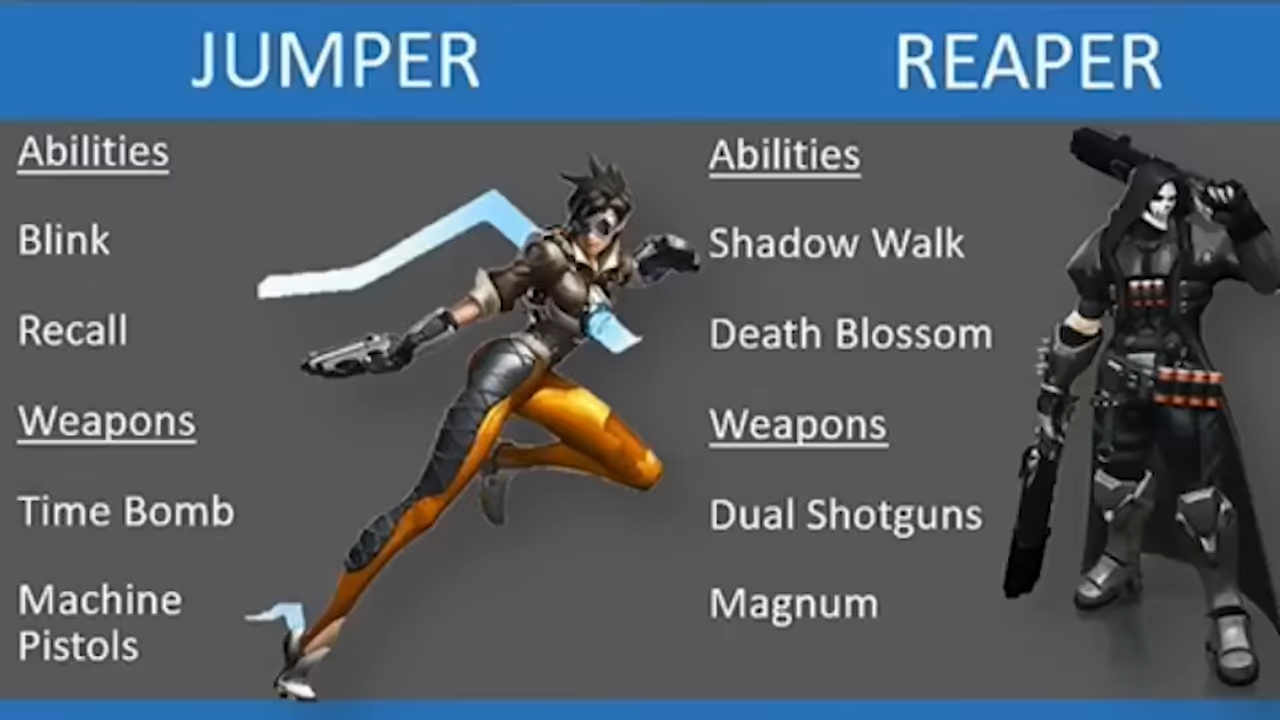 JUMPER
Abilities
Blink
Recall
Weapons
Time Bomb
Machine
Pistols
REAPER
Abilities
Shadow Walk
Death Blossom
Weapons
Dual Shotguns
Magnum